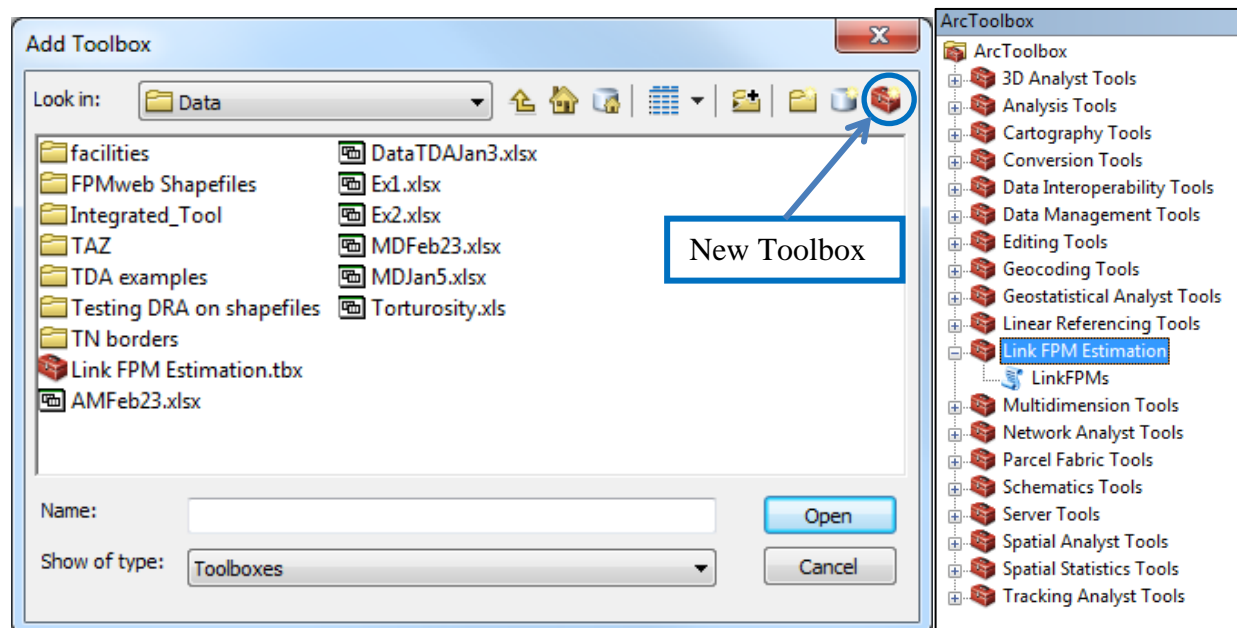 Add Toolbox
Look in:
Data
facilities
FPMweb Shapefiles
Integrated_Tool
TAZ
TDA examples
Testing DRA on shapefiles
TN borders
Link FPM Estimation.tbx
AMFeb23.xlsx
DataTDAJan3.xlsx
Ex1.xlsx
Ex2.xlsx
MDFeb23.xlsx
MDJan5.xlsx
Torturosity.xls
New Toolbox
Name:
Open
Show of type:
Toolboxes
Cancel
ArcToolbox
ArcToolbox
3D Analyst Tools
Analysis Tools
Cartography Tools
Conversion Tools
Data Interoperability Tools
Data Management Tools
Editing Tools
Geocoding Tools
Geostatistical Analyst Tools
Linear Referencing Tools
Link FPM Estimation
LinkFPMs
Multidimension Tools
Network Analyst Tools
Parcel Fabric Tools
Schematics Tools
Server Tools
Spatial Analyst Tools
Spatial Statistics Tools
Tracking Analyst Tools